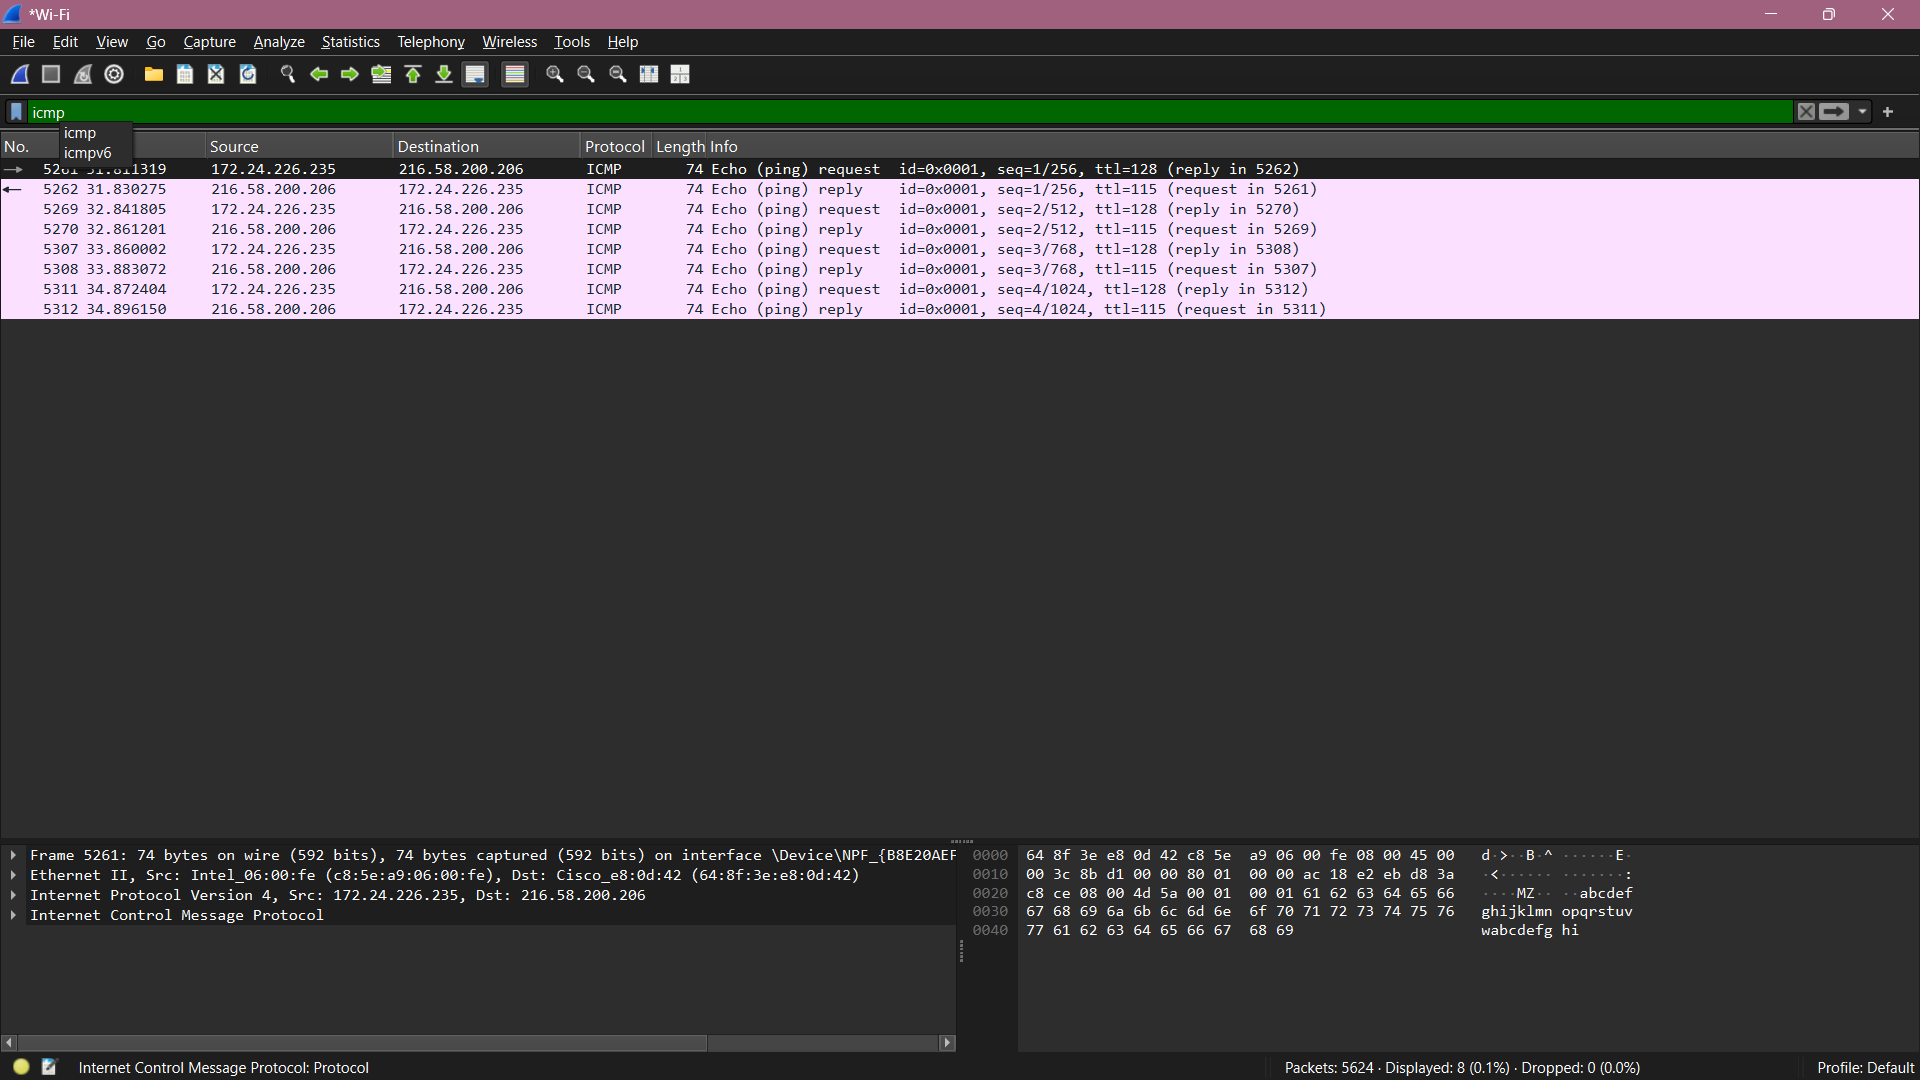 *Wi-Fi
File Edit View Go Capture Analyze Statistics Telephony Wireless Tools Help
icmp
icmp
icmpv6
No. Source Destination Protocol Length Info
172.24.226.235 216.58.200.206 ICMP 74 Echo (ping) request id=0x0001, seq=1/256, ttl=128 (reply in 5262)
5262 31.830275 216.58.200.206 172.24.226.235 ICMP 74 Echo (ping) reply id=0x0001, seq=1/256, ttl=115 (request in 5261)
5269 32.841805 172.24.226.235 216.58.200.206 ICMP 74 Echo (ping) request id=0x0001, seq=2/512, ttl=128 (reply in 5270)
5270 32.861201 216.58.200.206 172.24.226.235 ICMP 74 Echo (ping) reply id=0x0001, seq=2/512, ttl=115 (request in 5269)
5307 33.860002 172.24.226.235 216.58.200.206 ICMP 74 Echo (ping) request id=0x0001, seq=3/768, ttl=128 (reply in 5308)
5308 33.883072 216.58.200.206 172.24.226.235 ICMP 74 Echo (ping) reply id=0x0001, seq=3/768, ttl=115 (request in 5307)
5311 34.872404 172.24.226.235 216.58.200.206 ICMP 74 Echo (ping) request id=0x0001, seq=4/1024, ttl=128 (reply in 5312)
5312 34.896150 216.58.200.206 172.24.226.235 ICMP 74 Echo (ping) reply id=0x0001, seq=4/1024, ttl=115 (request in 5311)
Frame 5261: 74 bytes on wire (592 bits), 74 bytes captured (592 bits) on interface \Device\NPF_{B8E20AEF
Ethernet II, Src: Intel_06:00:fe (c8:5e:a9:06:00:fe), Dst: Cisco_e8:0d:42 (64:8f:3e:e8:0d:42)
Internet Protocol Version 4, Src: 172.24.226.235, Dst: 216.58.200.206
Internet Control Message Protocol
0000 64 8f 3e e8 0d 42 c8 5e a9 06 00 fe 08 00 45 00 d·>··B·^ ······E·
0010 00 3c 8b d1 00 00 80 01 00 00 ac 18 e2 eb d8 3a ·<······ ·······:
0020 c8 ce 08 00 4d 5a 00 01 00 01 61 62 63 64 65 66 ····MZ·· ··abcdef
0030 67 68 69 6a 6b 6c 6d 6e 6f 70 71 72 73 74 75 76 ghijklmn opqrstuv
0040 77 61 62 63 64 65 66 67 68 69 wabcdefg hi
Internet Control Message Protocol: Protocol
Packets: 5624 · Displayed: 8 (0.1%) · Dropped: 0 (0.0%)
Profile: Default